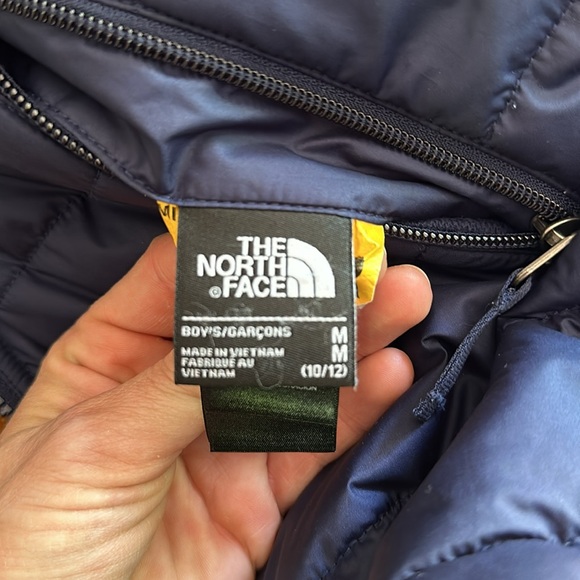 THE
NORTH
©FACE
BOY'S/GARÇONS M
M
MADE IN VIETNAM
FABRIQUÉ AU
VIETNAM (10/12)